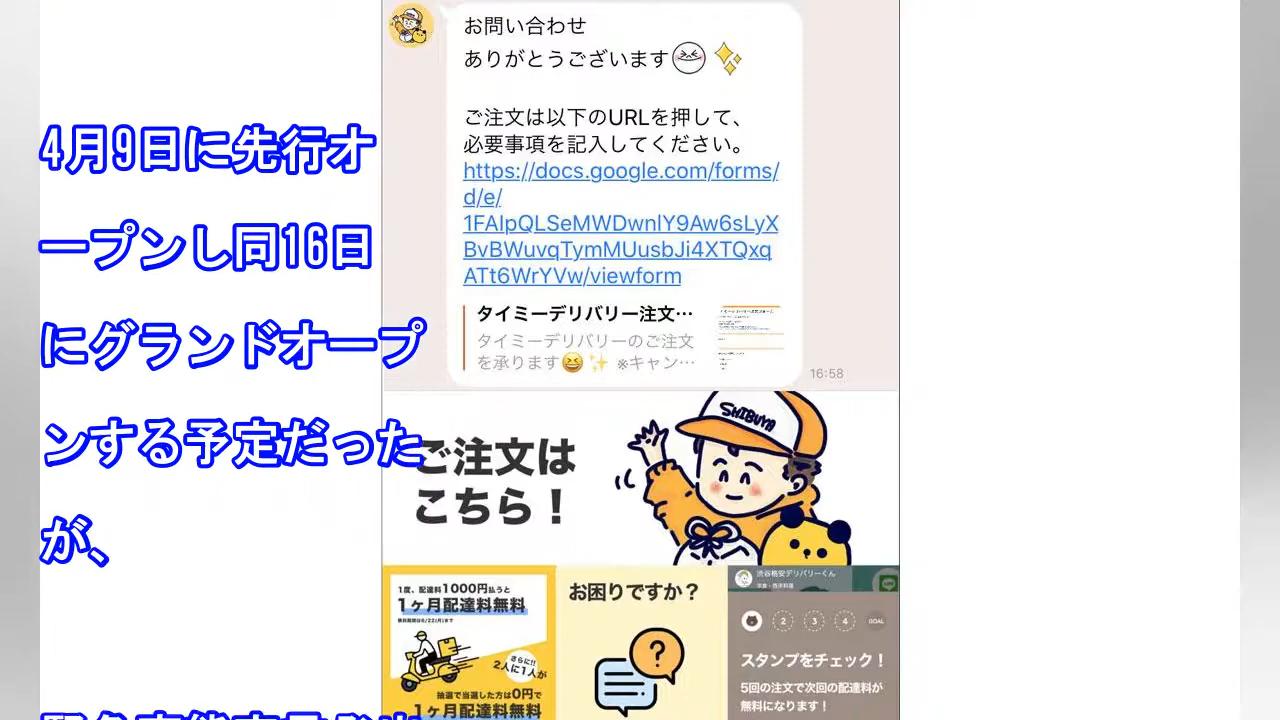 お問い合わせ
ありがとうございます
ご注文は以下のURLを押して、
必要事項を記入してください。
https://docs.google.com/forms/
d/e/
1FAIpQLSeMWDwnlY9Aw6sLyX
BvBWuvqTymMUusbJi4XTQxq
ATt6WrYVw/viewform
タイミーデリバリー注文…
タイミーデリバリーのご注文
を承ります😆✨ ※キャン…
16:58
4月9日に先行オ
ープンし同16日
にグランドオープ
ンする予定だった
が、
ご注文は
こちら！
SHIBUYA
1度、配達料1000円払うと
1ヶ月配達料無料
さらに!!
2人に1人が
抽選で当選した方は0円で
1ヶ月配達料無料
お困りですか？
?
渋谷格安デリバリーくん
2 3 4 GOAL
スタンプをチェック！
5回の注文で次回の配達料が
無料になります！